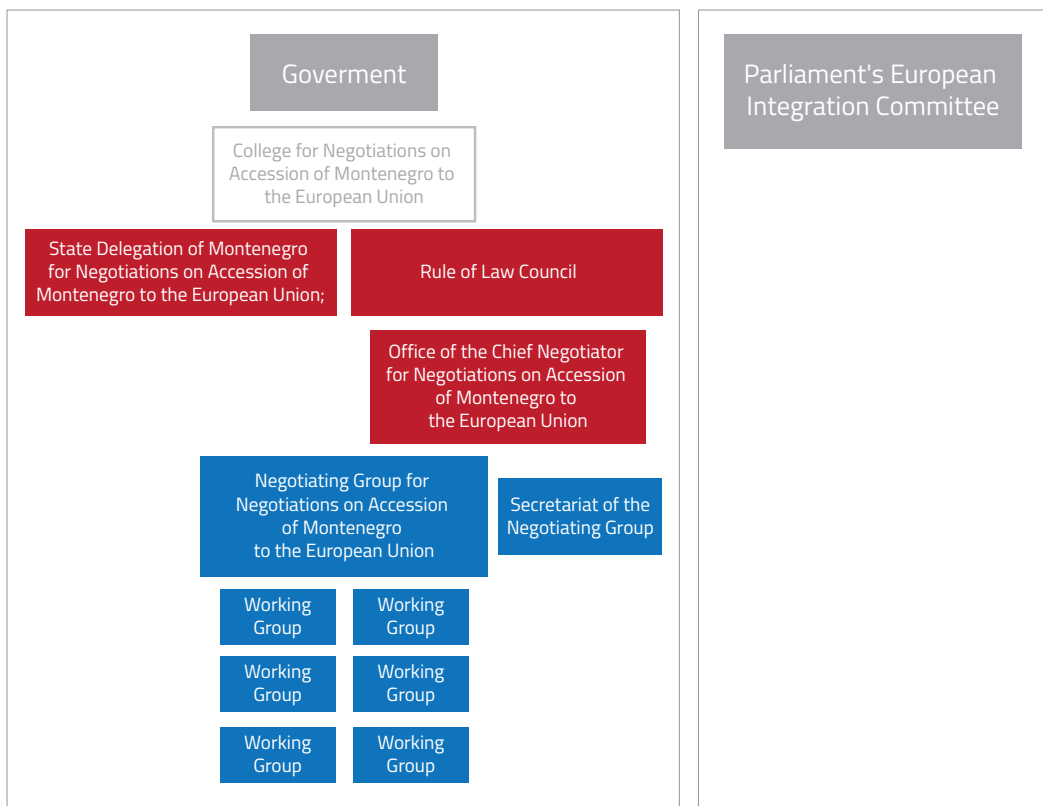 Goverment
College for Negotiations on
Accession of Montenegro to
the European Union
State Delegation of Montenegro
for Negotiations on Accession of
Montenegro to the European Union;
Rule of Law Council
Office of the Chief Negotiator
for Negotiations on Accession
of Montenegro to
the European Union
Negotiating Group for
Negotiations on Accession
of Montenegro
to the European Union
Secretariat of the
Negotiating Group
Working
Group
Working
Group
Working
Group
Working
Group
Working
Group
Working
Group
Parliament's European
Integration Committee